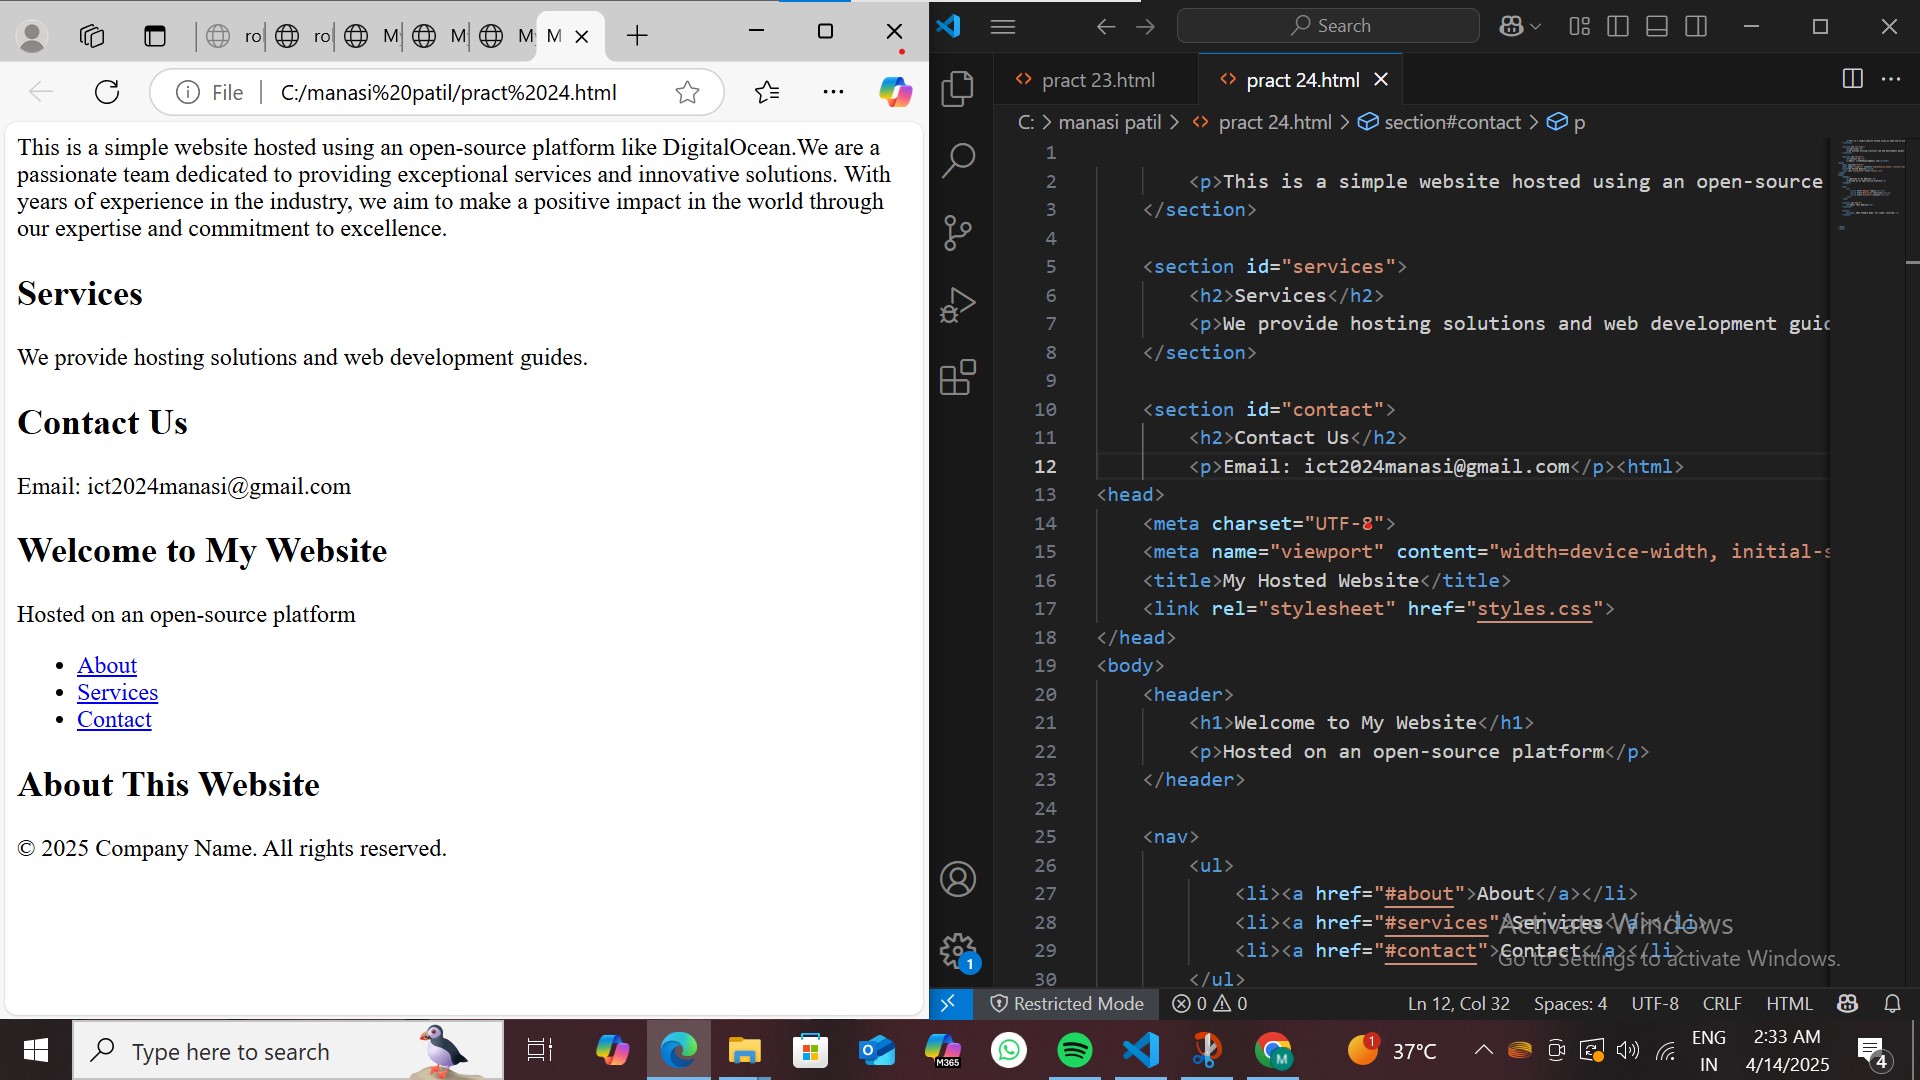 ro
ro
M
M
M
M
File
C:/manasi%20patil/pract%2024.html
This is a simple website hosted using an open-source platform like DigitalOcean.We are a
passionate team dedicated to providing exceptional services and innovative solutions. With
years of experience in the industry, we aim to make a positive impact in the world through
our expertise and commitment to excellence.
Services
We provide hosting solutions and web development guides.
Contact Us
Email: ict2024manasi@gmail.com
Welcome to My Website
Hosted on an open-source platform
• About
• Services
• Contact
About This Website
© 2025 Company Name. All rights reserved.
Search
pract 23.html
pract 24.html
C: > manasi patil > <> pract 24.html > section#contact > p
1
2 <p>This is a simple website hosted using an open-source
3 </section>
4
5 <section id="services">
6 <h2>Services</h2>
7 <p>We provide hosting solutions and web development guid
8 </section>
9
10 <section id="contact">
11 <h2>Contact Us</h2>
12 <p>Email: ict2024manasi@gmail.com</p><html>
13 <head>
14 <meta charset="UTF-8">
15 <meta name="viewport" content="width=device-width, initial-s
16 <title>My Hosted Website</title>
17 <link rel="stylesheet" href="styles.css">
18 </head>
19 <body>
20 <header>
21 <h1>Welcome to My Website</h1>
22 <p>Hosted on an open-source platform</p>
23 </header>
24
25 <nav>
26 <ul>
27 <li><a href="#about">About</a></li>
28 <li><a href="#services">Services</a></li>
29 <li><a href="#contact">Contact</a></li>
30 </ul>
Activate Windows
Go to Settings to activate Windows.
1
Restricted Mode
0
0
Ln 12, Col 32
Spaces: 4
UTF-8
CRLF
HTML
Type here to search
M365
M
1
37°C
ENG
IN
2:33 AM
4/14/2025
4